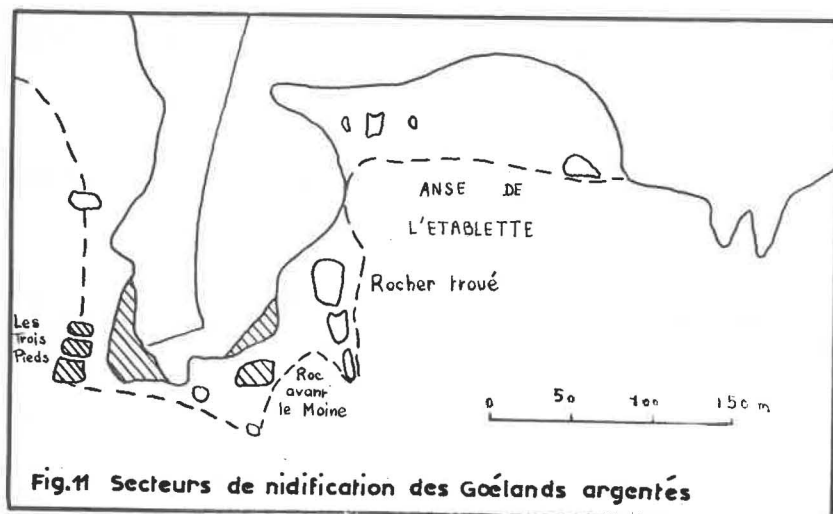 ANSE DE
L'ETABLETTE
Rocher troué
Les
Trois
Pieds
Roc
avant
le Moine
0 50 100 150 m
Fig.11 Secteurs de nidification des Goélands argentés